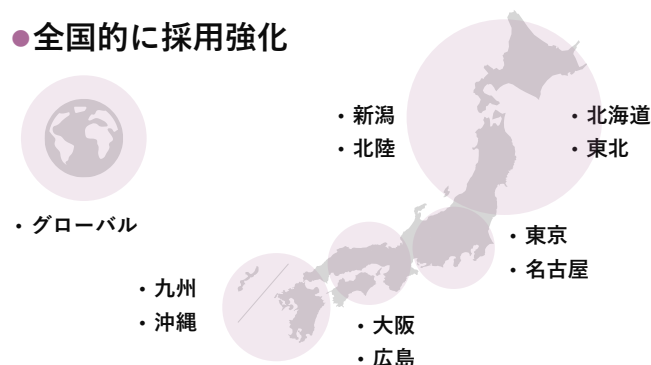 ●全国的に採用強化
・新潟
・北陸
・北海道
・東北
・グローバル
・東京
・名古屋
・九州
・沖縄
・大阪
・広島